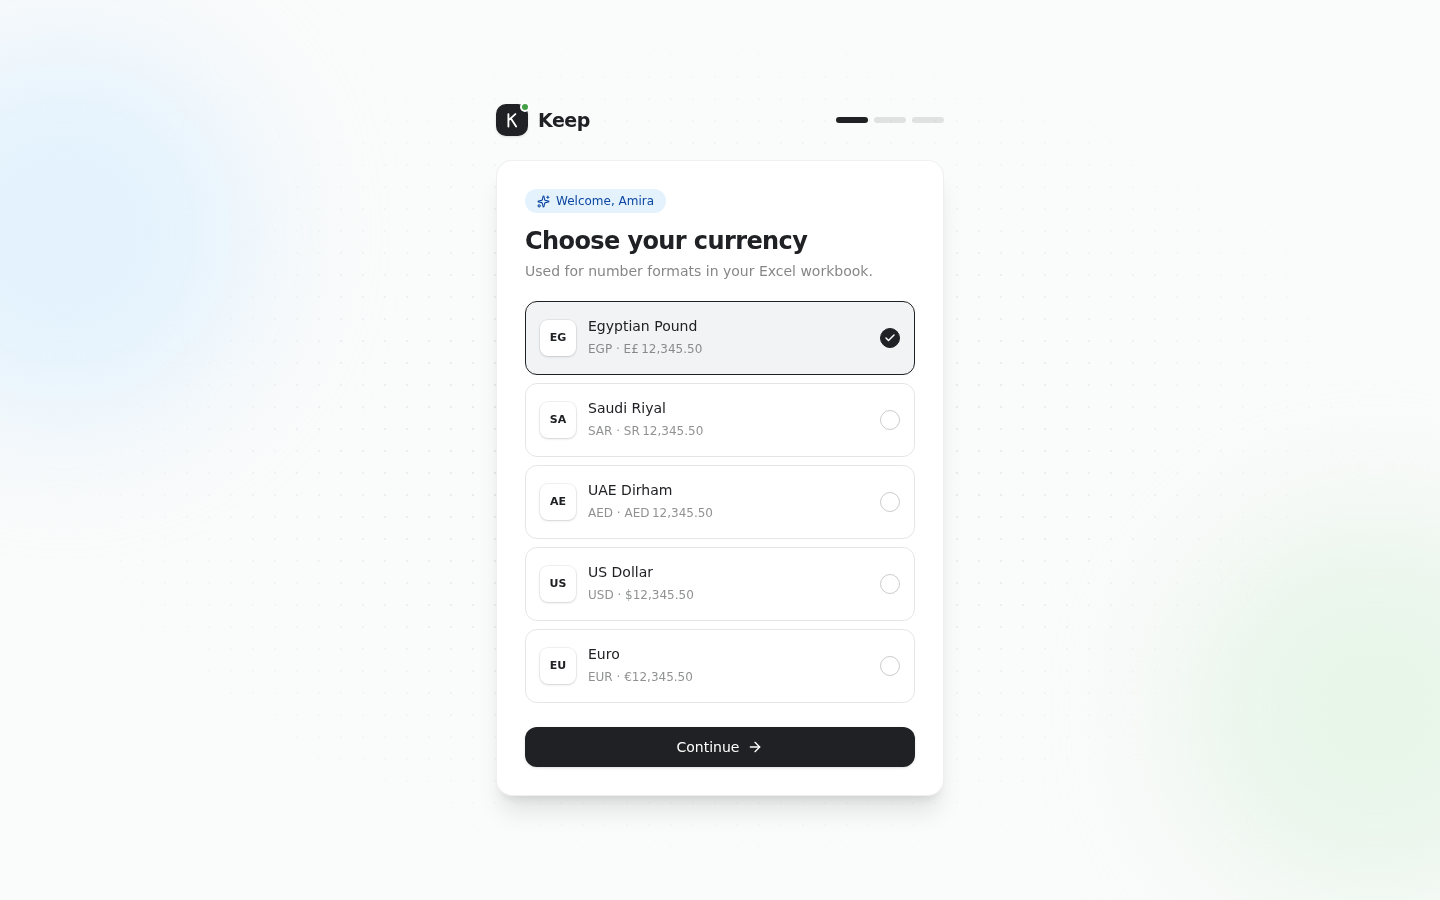 Keep
Welcome, Amira
Choose your currency
Used for number formats in your Excel workbook.
EG
Egyptian Pound
EGP · E£ 12,345.50
SA
Saudi Riyal
SAR · SR 12,345.50
AE
UAE Dirham
AED · AED 12,345.50
US
US Dollar
USD · $12,345.50
EU
Euro
EUR · €12,345.50
Continue